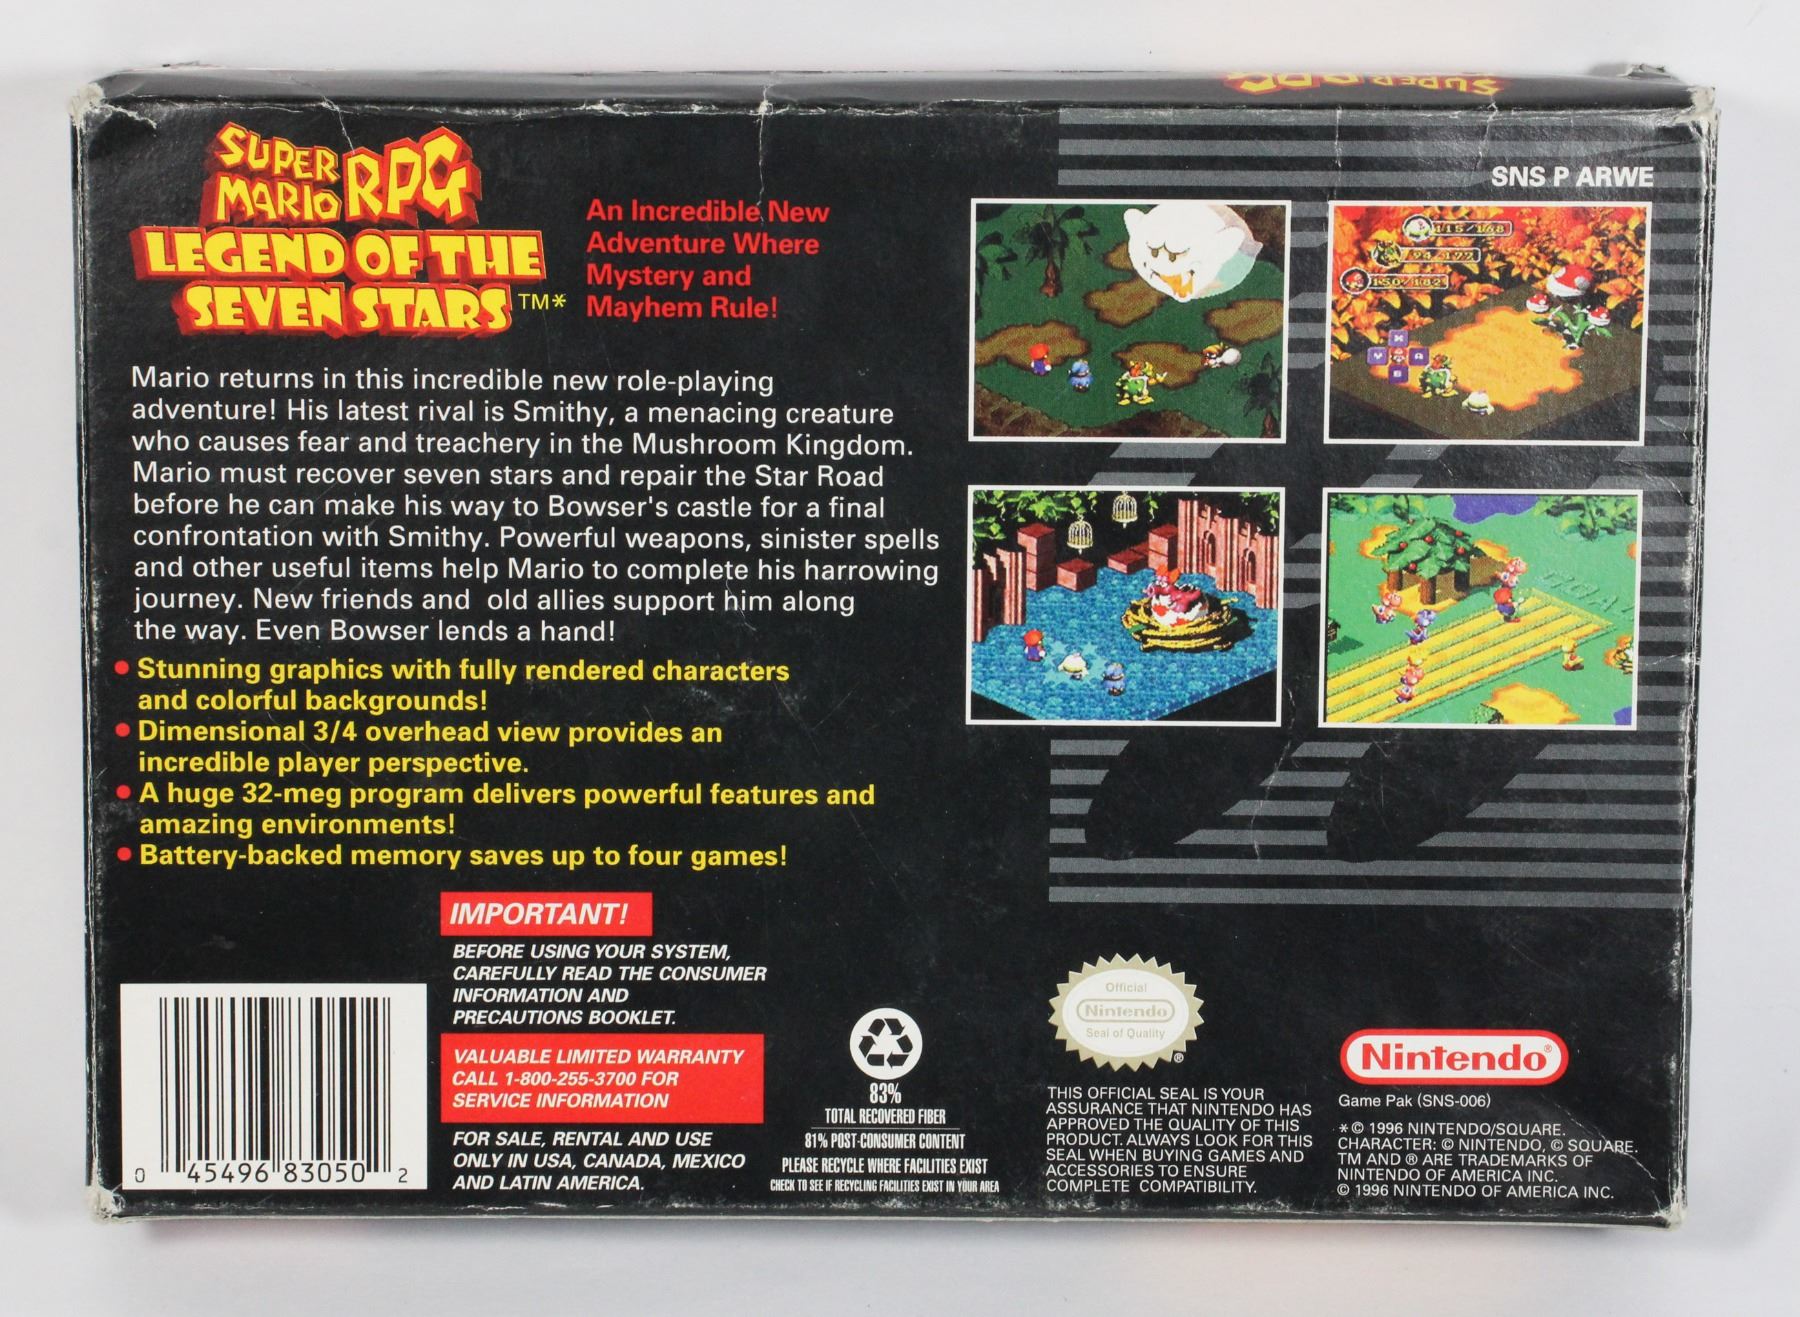 SUPER
MARIO RPG
LEGEND OF THE
SEVEN STARS TM*
An Incredible New
Adventure Where
Mystery and
Mayhem Rule!
Mario returns in this incredible new role-playing
adventure! His latest rival is Smithy, a menacing creature
who causes fear and treachery in the Mushroom Kingdom.
Mario must recover seven stars and repair the Star Road
before he can make his way to Bowser's castle for a final
confrontation with Smithy. Powerful weapons, sinister spells
and other useful items help Mario to complete his harrowing
journey. New friends and old allies support him along
the way. Even Bowser lends a hand!
• Stunning graphics with fully rendered characters
and colorful backgrounds!
• Dimensional 3/4 overhead view provides an
incredible player perspective.
• A huge 32-meg program delivers powerful features and
amazing environments!
• Battery-backed memory saves up to four games!
SNS P ARWE
115/168
94/177
150/182
X
Y A
B
IMPORTANT!
BEFORE USING YOUR SYSTEM,
CAREFULLY READ THE CONSUMER
INFORMATION AND
PRECAUTIONS BOOKLET.
VALUABLE LIMITED WARRANTY
CALL 1-800-255-3700 FOR
SERVICE INFORMATION
FOR SALE, RENTAL AND USE
ONLY IN USA, CANADA, MEXICO
AND LATIN AMERICA.
0 45496 83050 2
83%
TOTAL RECOVERED FIBER
81% POST-CONSUMER CONTENT
PLEASE RECYCLE WHERE FACILITIES EXIST
CHECK TO SEE IF RECYCLING FACILITIES EXIST IN YOUR AREA
Official
Nintendo
Seal of Quality
®
THIS OFFICIAL SEAL IS YOUR
ASSURANCE THAT NINTENDO HAS
APPROVED THE QUALITY OF THIS
PRODUCT. ALWAYS LOOK FOR THIS
SEAL WHEN BUYING GAMES AND
ACCESSORIES TO ENSURE
COMPLETE COMPATIBILITY.
Nintendo®
Game Pak (SNS-006)
* © 1996 NINTENDO/SQUARE.
CHARACTER: © NINTENDO, © SQUARE.
TM AND ® ARE TRADEMARKS OF
NINTENDO OF AMERICA INC.
© 1996 NINTENDO OF AMERICA INC.